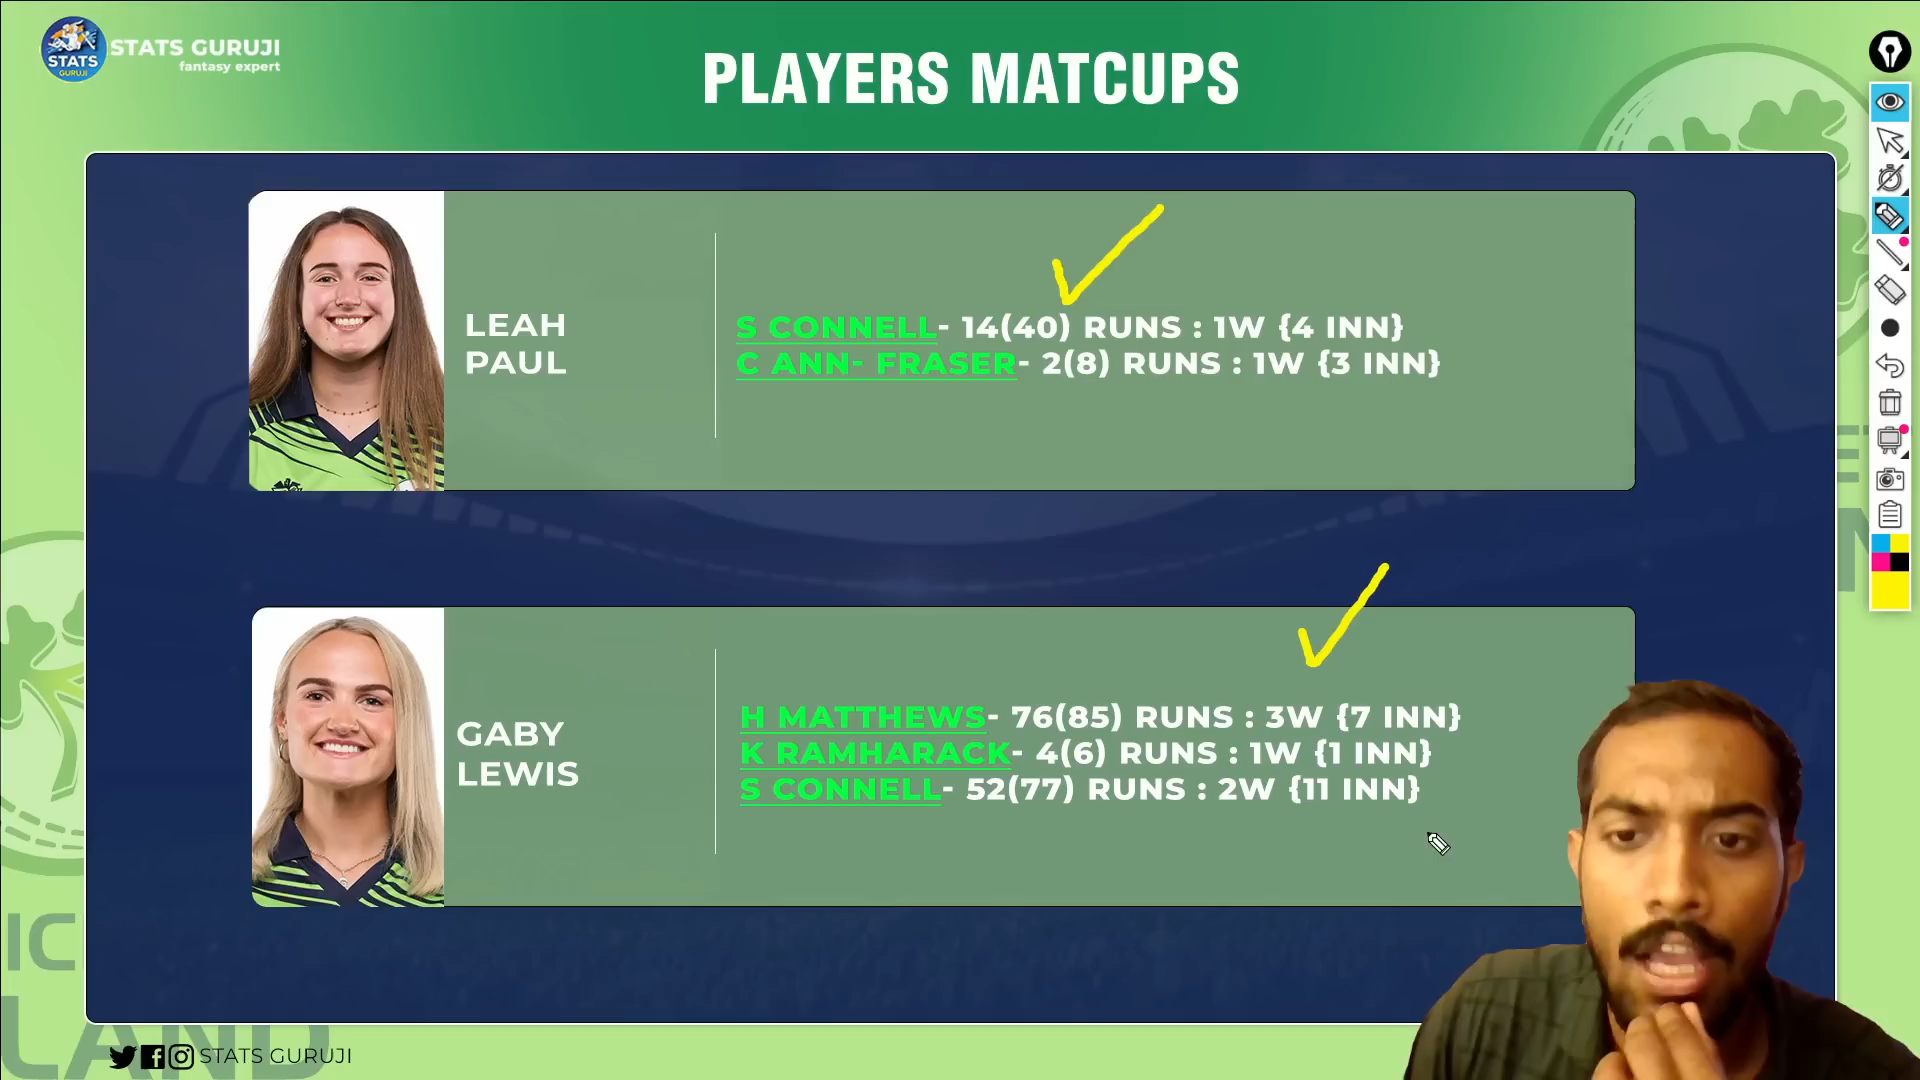 STATS GURUJI
fantasy expert
STATS
GURUJI
PLAYERS MATCUPS
LEAH
PAUL
S CONNELL- 14(40) RUNS : 1W {4 INN}
C ANN- FRASER- 2(8) RUNS : 1W {3 INN}
GABY
LEWIS
H MATTHEWS- 76(85) RUNS : 3W {7 INN}
K RAMHARACK- 4(6) RUNS : 1W {1 INN}
S CONNELL- 52(77) RUNS : 2W {11 INN}
IC
LAND
STATS GURUJI